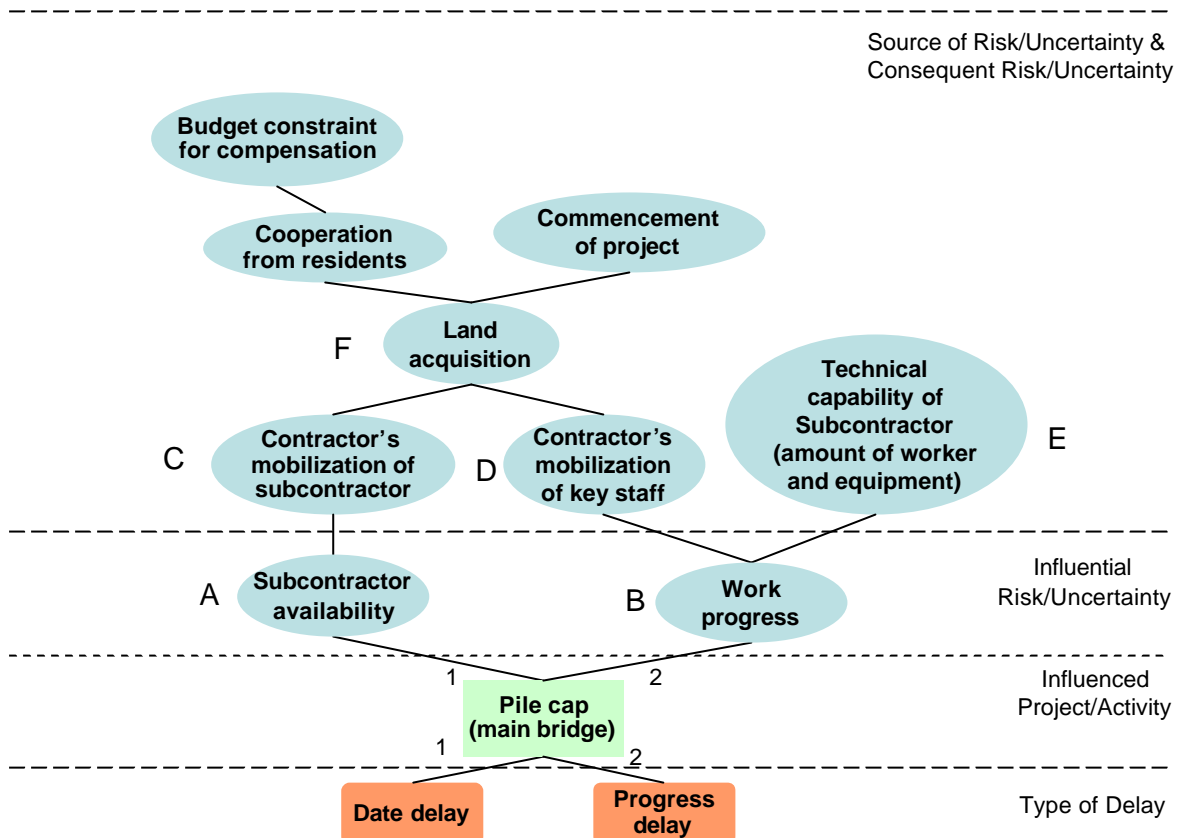 Source of Risk/Uncertainty &
Consequent Risk/Uncertainty
Budget constraint
for compensation
Cooperation
from residents
Commencement
of project
F
Land
acquisition
Technical
capability of
Subcontractor
(amount of worker
and equipment)
E
C
Contractor’s
mobilization of
subcontractor
D
Contractor’s
mobilization
of key staff
A
Subcontractor
availability
B
Work
progress
Influential
Risk/Uncertainty
1
2
Pile cap
(main bridge)
Influenced
Project/Activity
1
2
Date delay
Progress
delay
Type of Delay